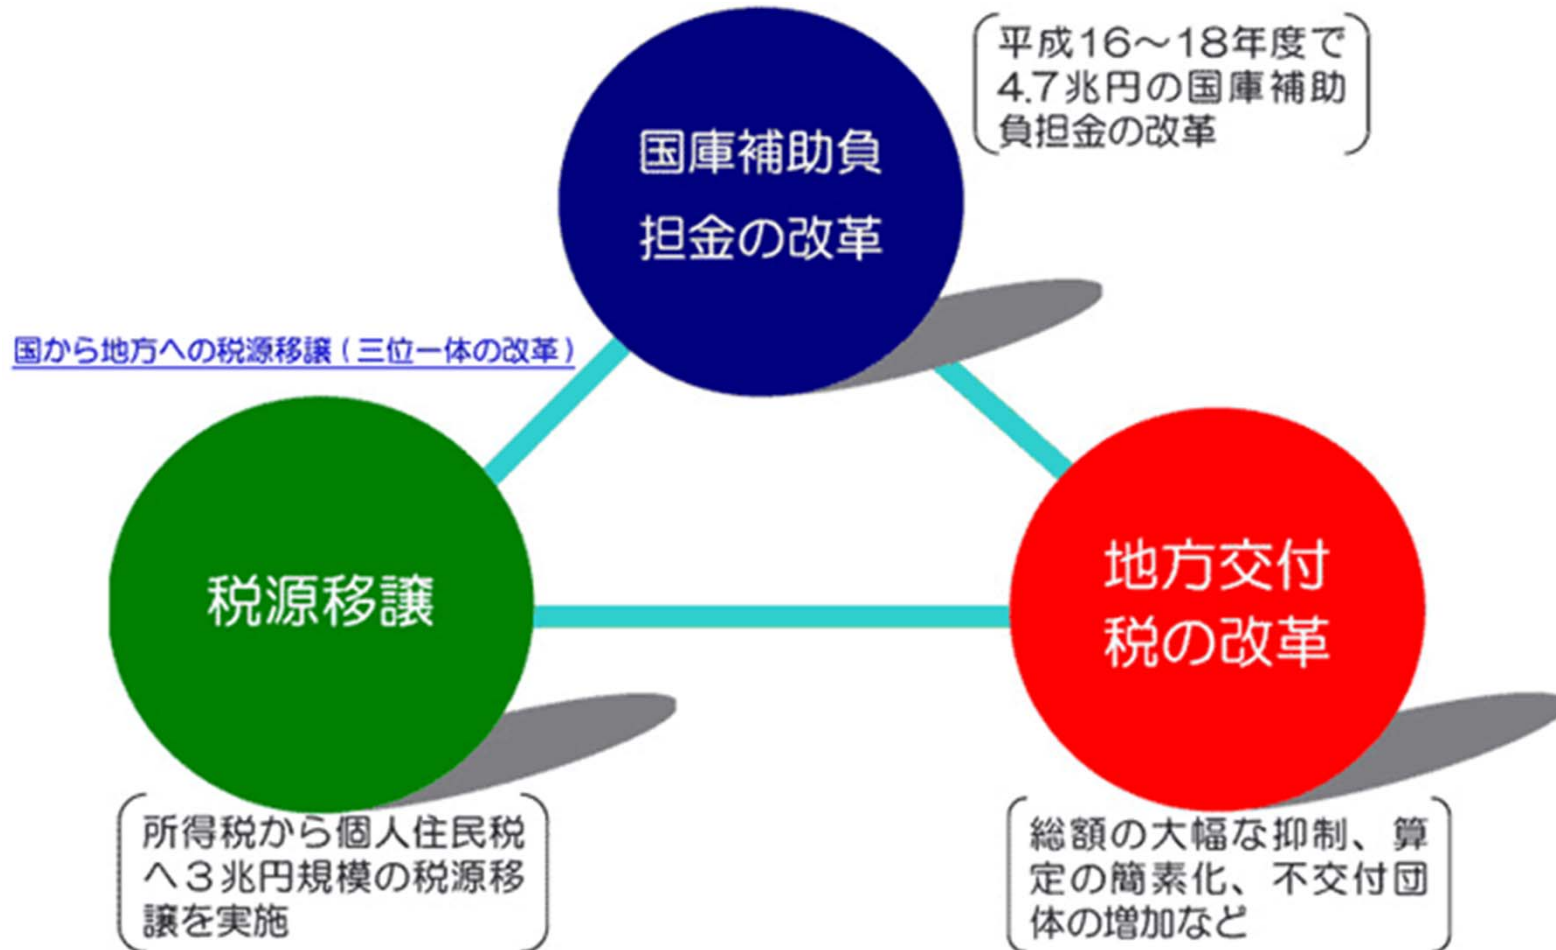 平成16～18年度で
4.7兆円の国庫補助
負担金の改革
国庫補助負
担金の改革
国から地方への税源移譲（三位一体の改革）
税源移譲
地方交付
税の改革
所得税から個人住民税
へ３兆円規模の税源移
譲を実施
総額の大幅な抑制、算
定の簡素化、不交付団
体の増加など